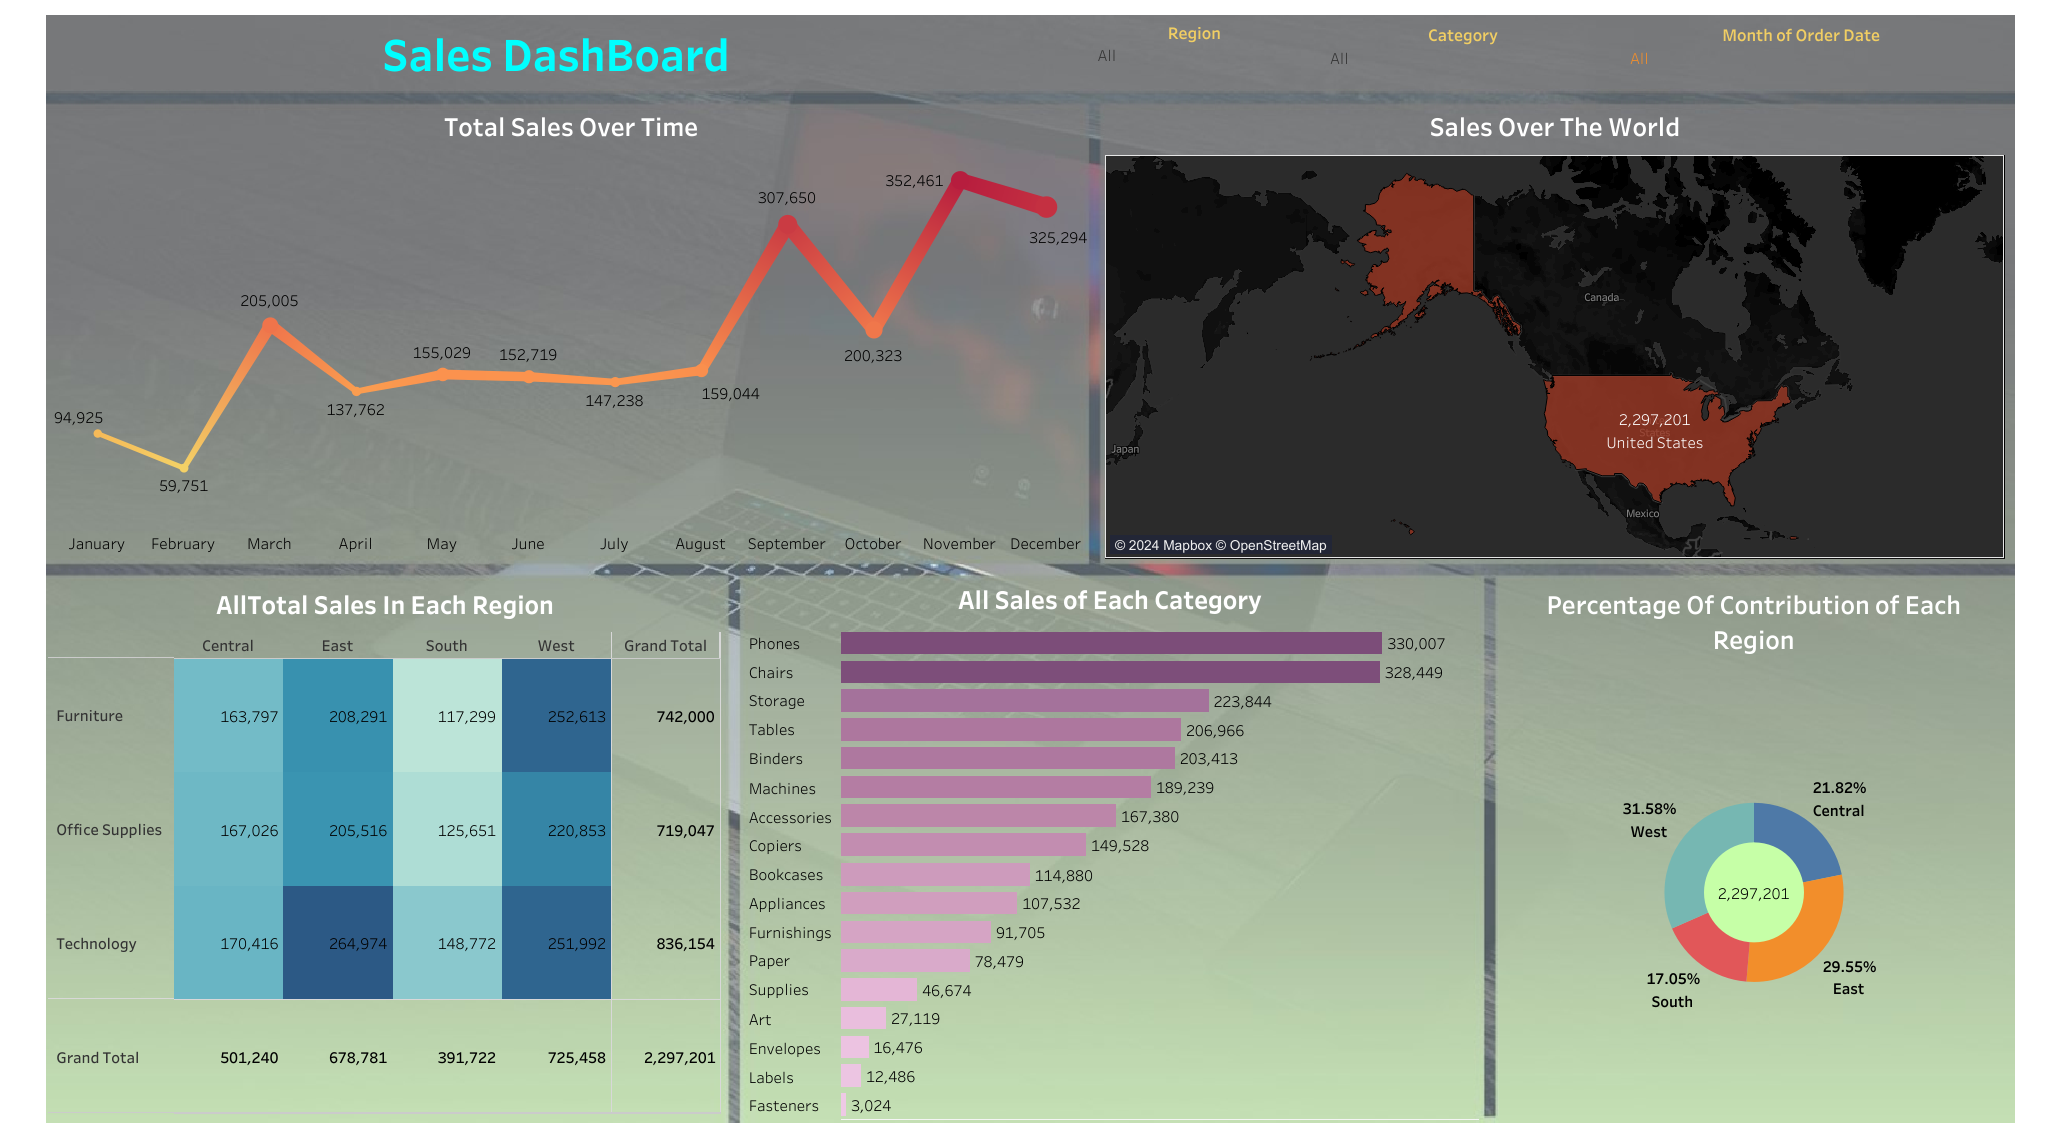 Sales DashBoard
Region
Category
Month of Order Date
All
All
All
Total Sales Over Time
94,925
59,751
205,005
137,762
155,029
152,719
147,238
159,044
307,650
200,323
352,461
325,294
January February March April May June July August September October November December
Sales Over The World
Canada
2,297,201
United States
Japan
Mexico
© 2024 Mapbox © OpenStreetMap
AllTotal Sales In Each Region
Central East South West Grand Total
Furniture 163,797 208,291 117,299 252,613 742,000
Office Supplies 167,026 205,516 125,651 220,853 719,047
Technology 170,416 264,974 148,772 251,992 836,154
Grand Total 501,240 678,781 391,722 725,458 2,297,201
All Sales of Each Category
Phones 330,007
Chairs 328,449
Storage 223,844
Tables 206,966
Binders 203,413
Machines 189,239
Accessories 167,380
Copiers 149,528
Bookcases 114,880
Appliances 107,532
Furnishings 91,705
Paper 78,479
Supplies 46,674
Art 27,119
Envelopes 16,476
Labels 12,486
Fasteners 3,024
Percentage Of Contribution of Each
Region
21.82%
Central
31.58%
West
2,297,201
29.55%
East
17.05%
South